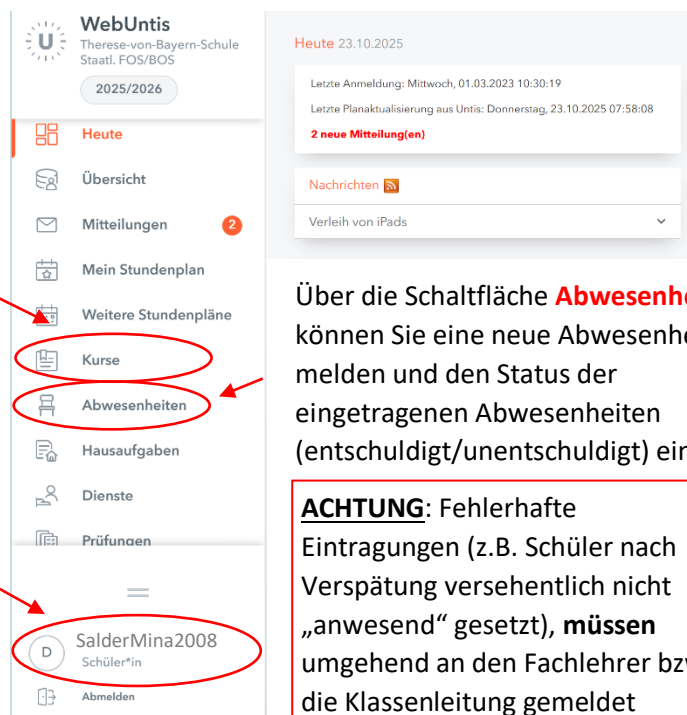 WebUntis
Therese-von-Bayern-Schule
Staatl. FOS/BOS
2025/2026
Heute
Übersicht
Mitteilungen 2
Mein Stundenplan
Weitere Stundenpläne
Kurse
Abwesenheiten
Hausaufgaben
Dienste
Prüfungen
D SalderMina2008
Schüler*in
Abmelden
Heute 23.10.2025
Letzte Anmeldung: Mittwoch, 01.03.2023 10:30:19
Letzte Planaktualisierung aus Untis: Donnerstag, 23.10.2025 07:58:08
2 neue Mitteilung(en)
Nachrichten
Verleih von iPads
Über die Schaltfläche Abwesenhe
können Sie eine neue Abwesenhe
melden und den Status der
eingetragenen Abwesenheiten
(entschuldigt/unentschuldigt) ein
ACHTUNG: Fehlerhafte
Eintragungen (z.B. Schüler nach
Verspätung versehentlich nicht
„anwesend“ gesetzt), müssen
umgehend an den Fachlehrer bzw
die Klassenleitung gemeldet